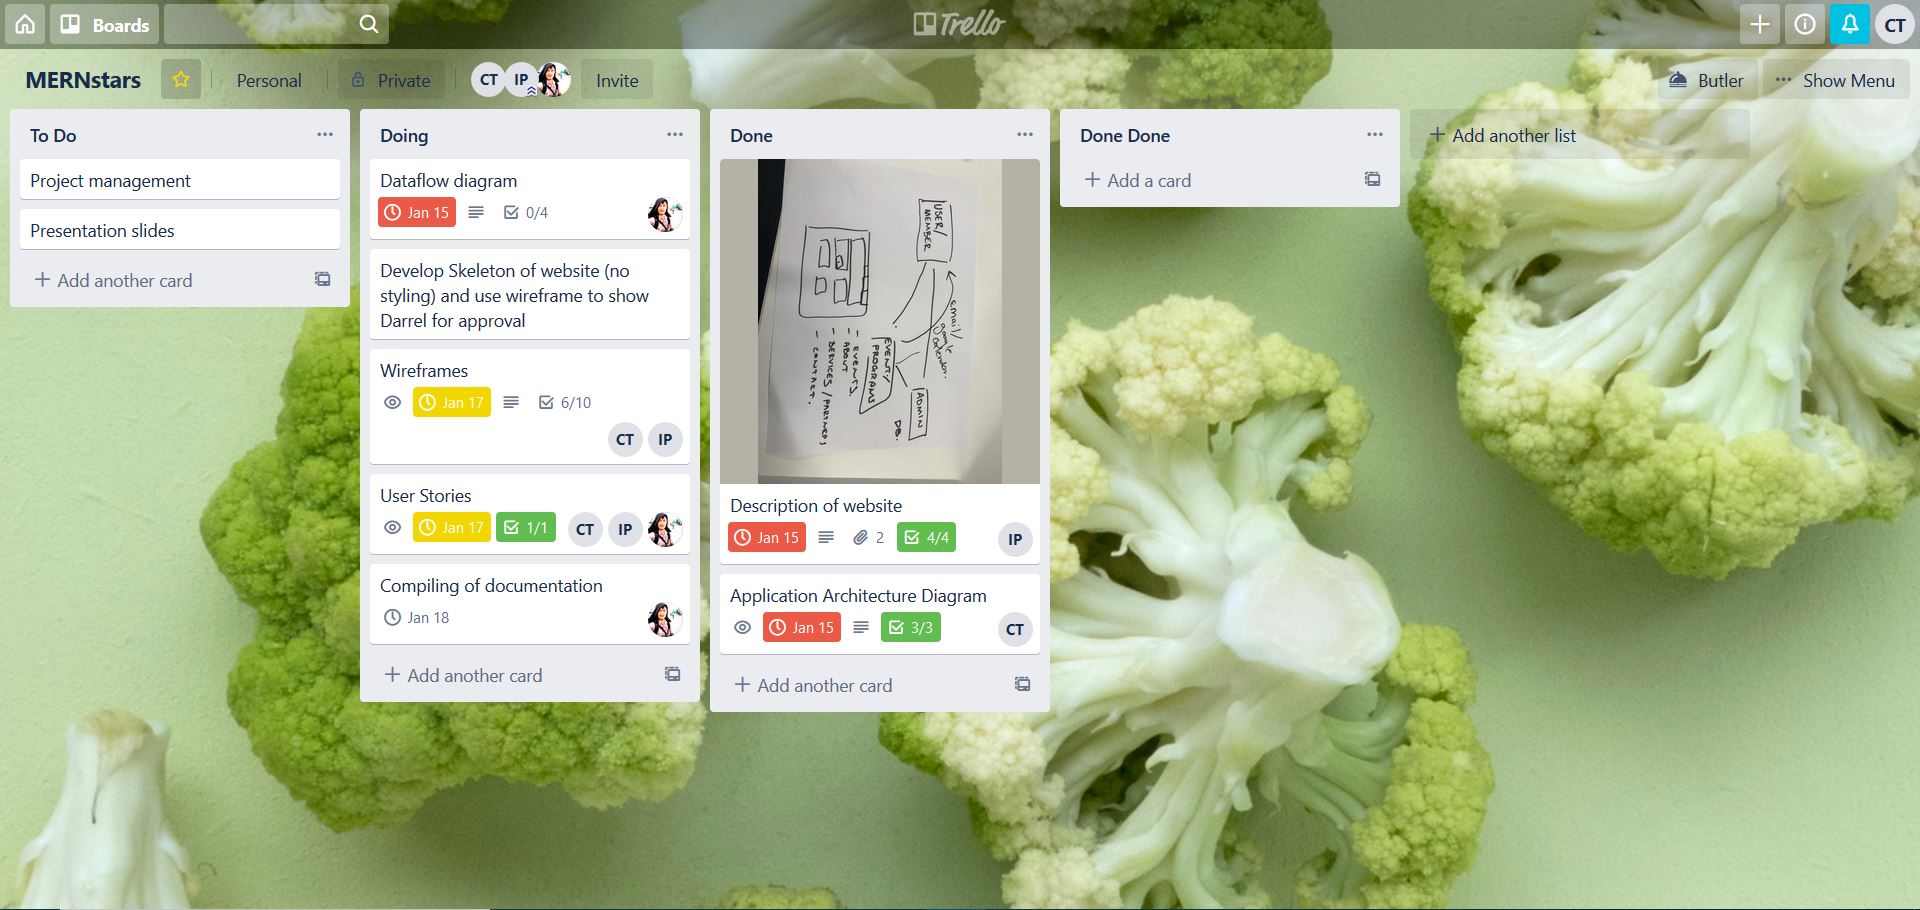 Boards
Trello
CT
MERNstars
Personal
Private
CT
IP
Invite
Butler
Show Menu
To Do
Project management
Presentation slides
Add another card
Doing
Dataflow diagram
Jan 15
0/4
Develop Skeleton of website (no
styling) and use wireframe to show
Darrel for approval
Wireframes
Jan 17
6/10
CT
IP
User Stories
Jan 17
1/1
CT
IP
Compiling of documentation
Jan 18
Add another card
Done
USER/
MEMBER
email/
google
calendar.
EVENTS/
PROGRAMS
ADMIN
DB.
- EVENTS.
- ABOUT
- SERVICES / PARTNERS
- CONTACT.
Description of website
Jan 15
2
4/4
IP
Application Architecture Diagram
Jan 15
3/3
CT
Add another card
Done Done
Add a card
Add another list